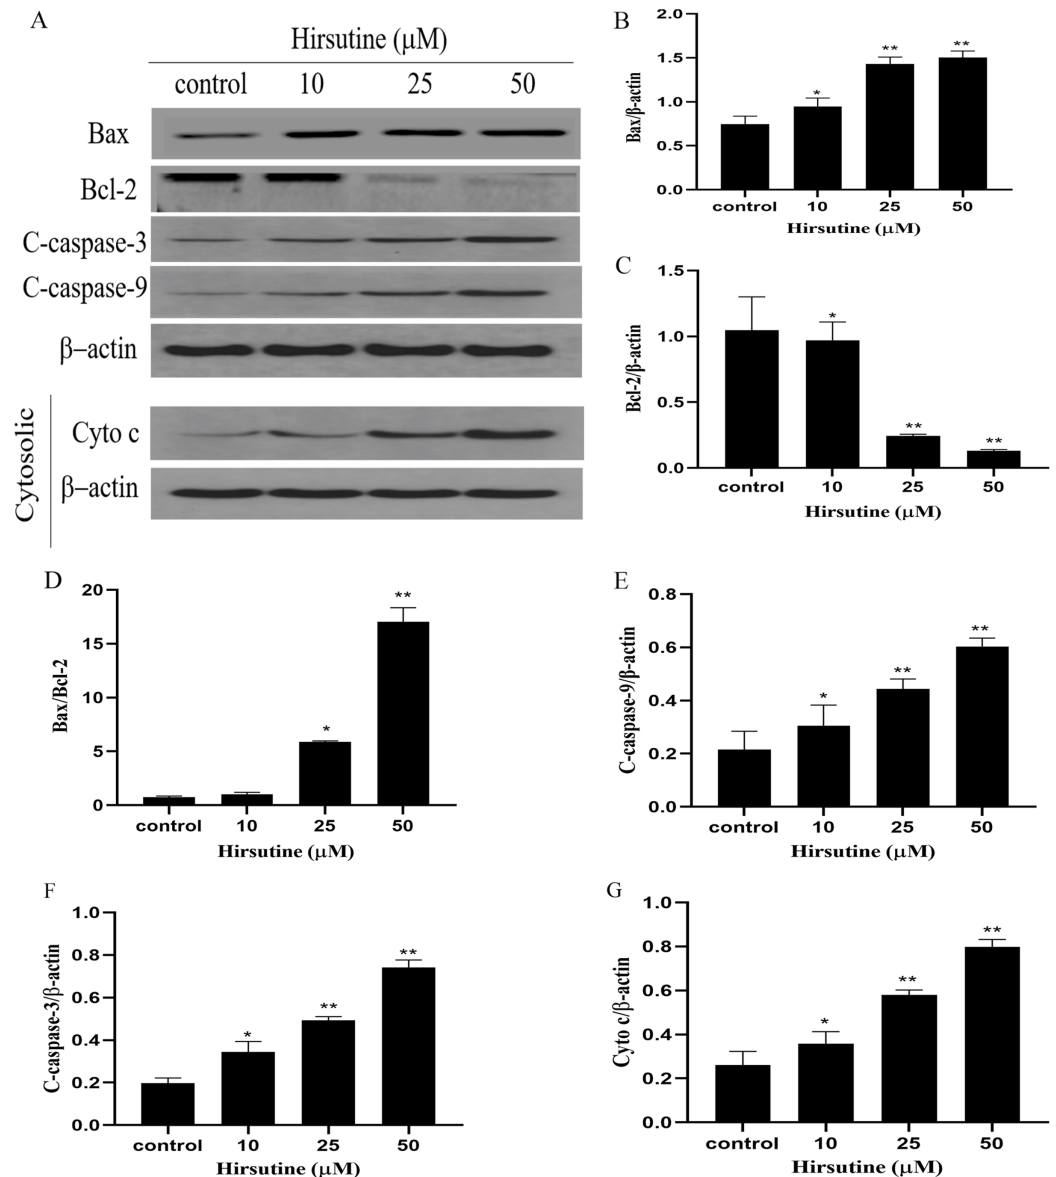 A
Hirsutine (μM)
control 10 25 50
Bax
Bcl-2
C-caspase-3
C-caspase-9
β–actin
Cytosolic
Cyto c
β–actin
B
Bax/β-actin
2.0
1.5
1.0
0.5
0.0
* ** **
control 10 25 50
Hirsutine (μM)
C
Bcl-2/β-actin
1.5
1.0
0.5
0.0
* ** **
control 10 25 50
Hirsutine (μM)
D
Bax/Bcl-2
20
15
10
5
0
* **
control 10 25 50
Hirsutine (μM)
E
C-caspase-9/β-actin
0.8
0.6
0.4
0.2
0.0
* ** **
control 10 25 50
Hirsutine (μM)
F
C-caspase-3/β-actin
1.0
0.8
0.6
0.4
0.2
0.0
* ** **
control 10 25 50
Hirsutine (μM)
G
Cyto c/β-actin
1.0
0.8
0.6
0.4
0.2
0.0
* ** **
control 10 25 50
Hirsutine (μM)